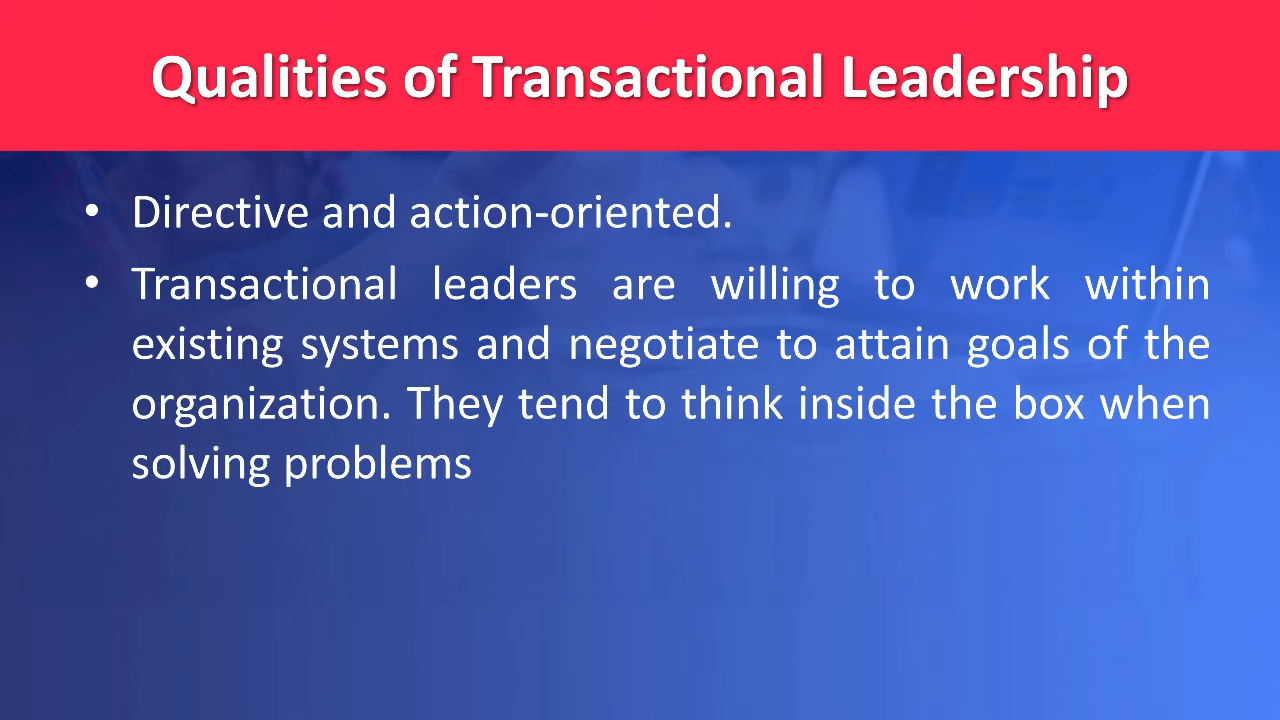 Qualities of Transactional Leadership
• Directive and action-oriented.
• Transactional leaders are willing to work within
existing systems and negotiate to attain goals of the
organization. They tend to think inside the box when
solving problems